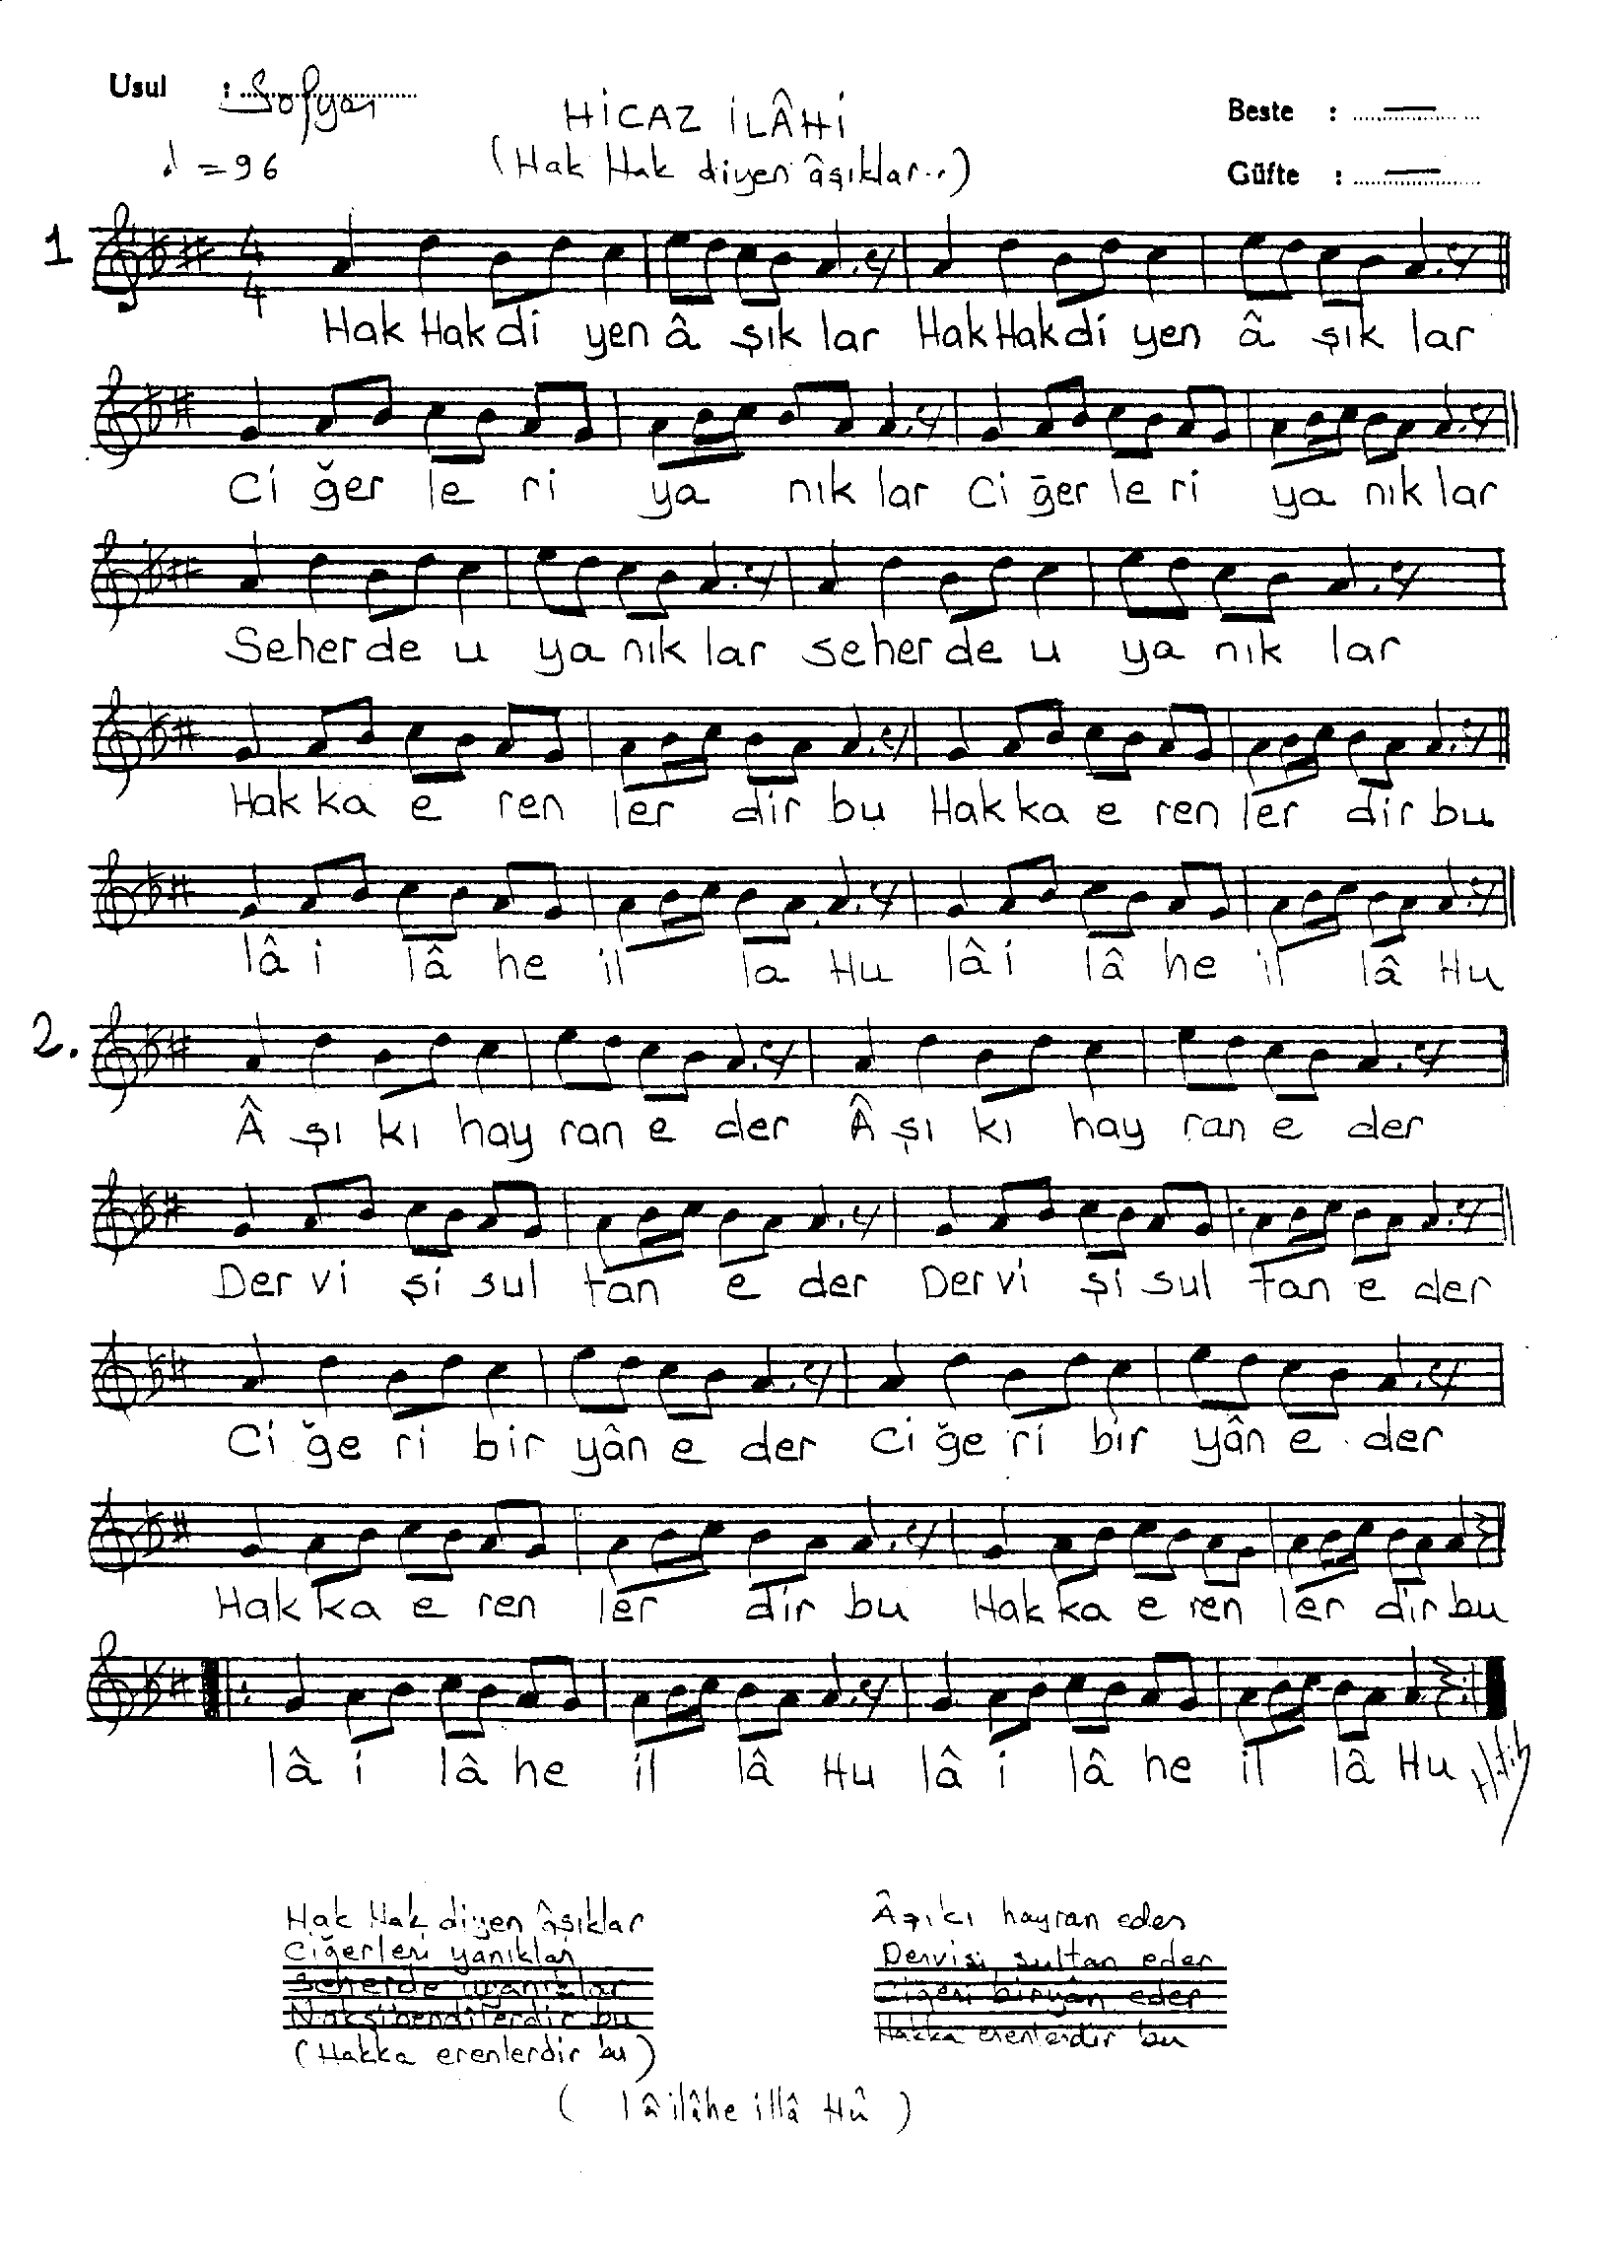 Usul : Sofyan
HİCAZ İLÂHİ
Beste : —
♩ = 96
(Hak Hak diyen âşıklar..)
Güfte : —
1
4
4
Hak Hak di yen â şık lar Hak Hak di yen â şık lar
Ci ğer le ri ya nık lar Ci ğer le ri ya nık lar
Seher de u ya nık lar seher de u ya nık lar
Hak ka e ren ler dir bu Hak ka e ren ler dir bu
lâ i lâ he il la Hu lâ i lâ he il lâ Hu
2.
 şı kı hay ran e der  şı kı hay ran e der
Der vi şi sul tan e der Der vi şi sul tan e der
Ci ğe ri bir yân e der Ci ğe ri bir yân e der
Hak ka e ren ler dir bu Hak ka e ren ler dir bu
lâ i lâ he il lâ Hu lâ i lâ he il lâ Hu
Hak Hak diyen âşıklar
Ciğerleri yanıklar
Seherde uyanıklar
Nakşibendîlerdir bu
(Hakka erenlerdir bu)
Âşıkı hayran eder
Dervişi sultan eder
Ciğeri biryân eder
Hakka erenlerdir bu
( lâilâhe illâ Hû )